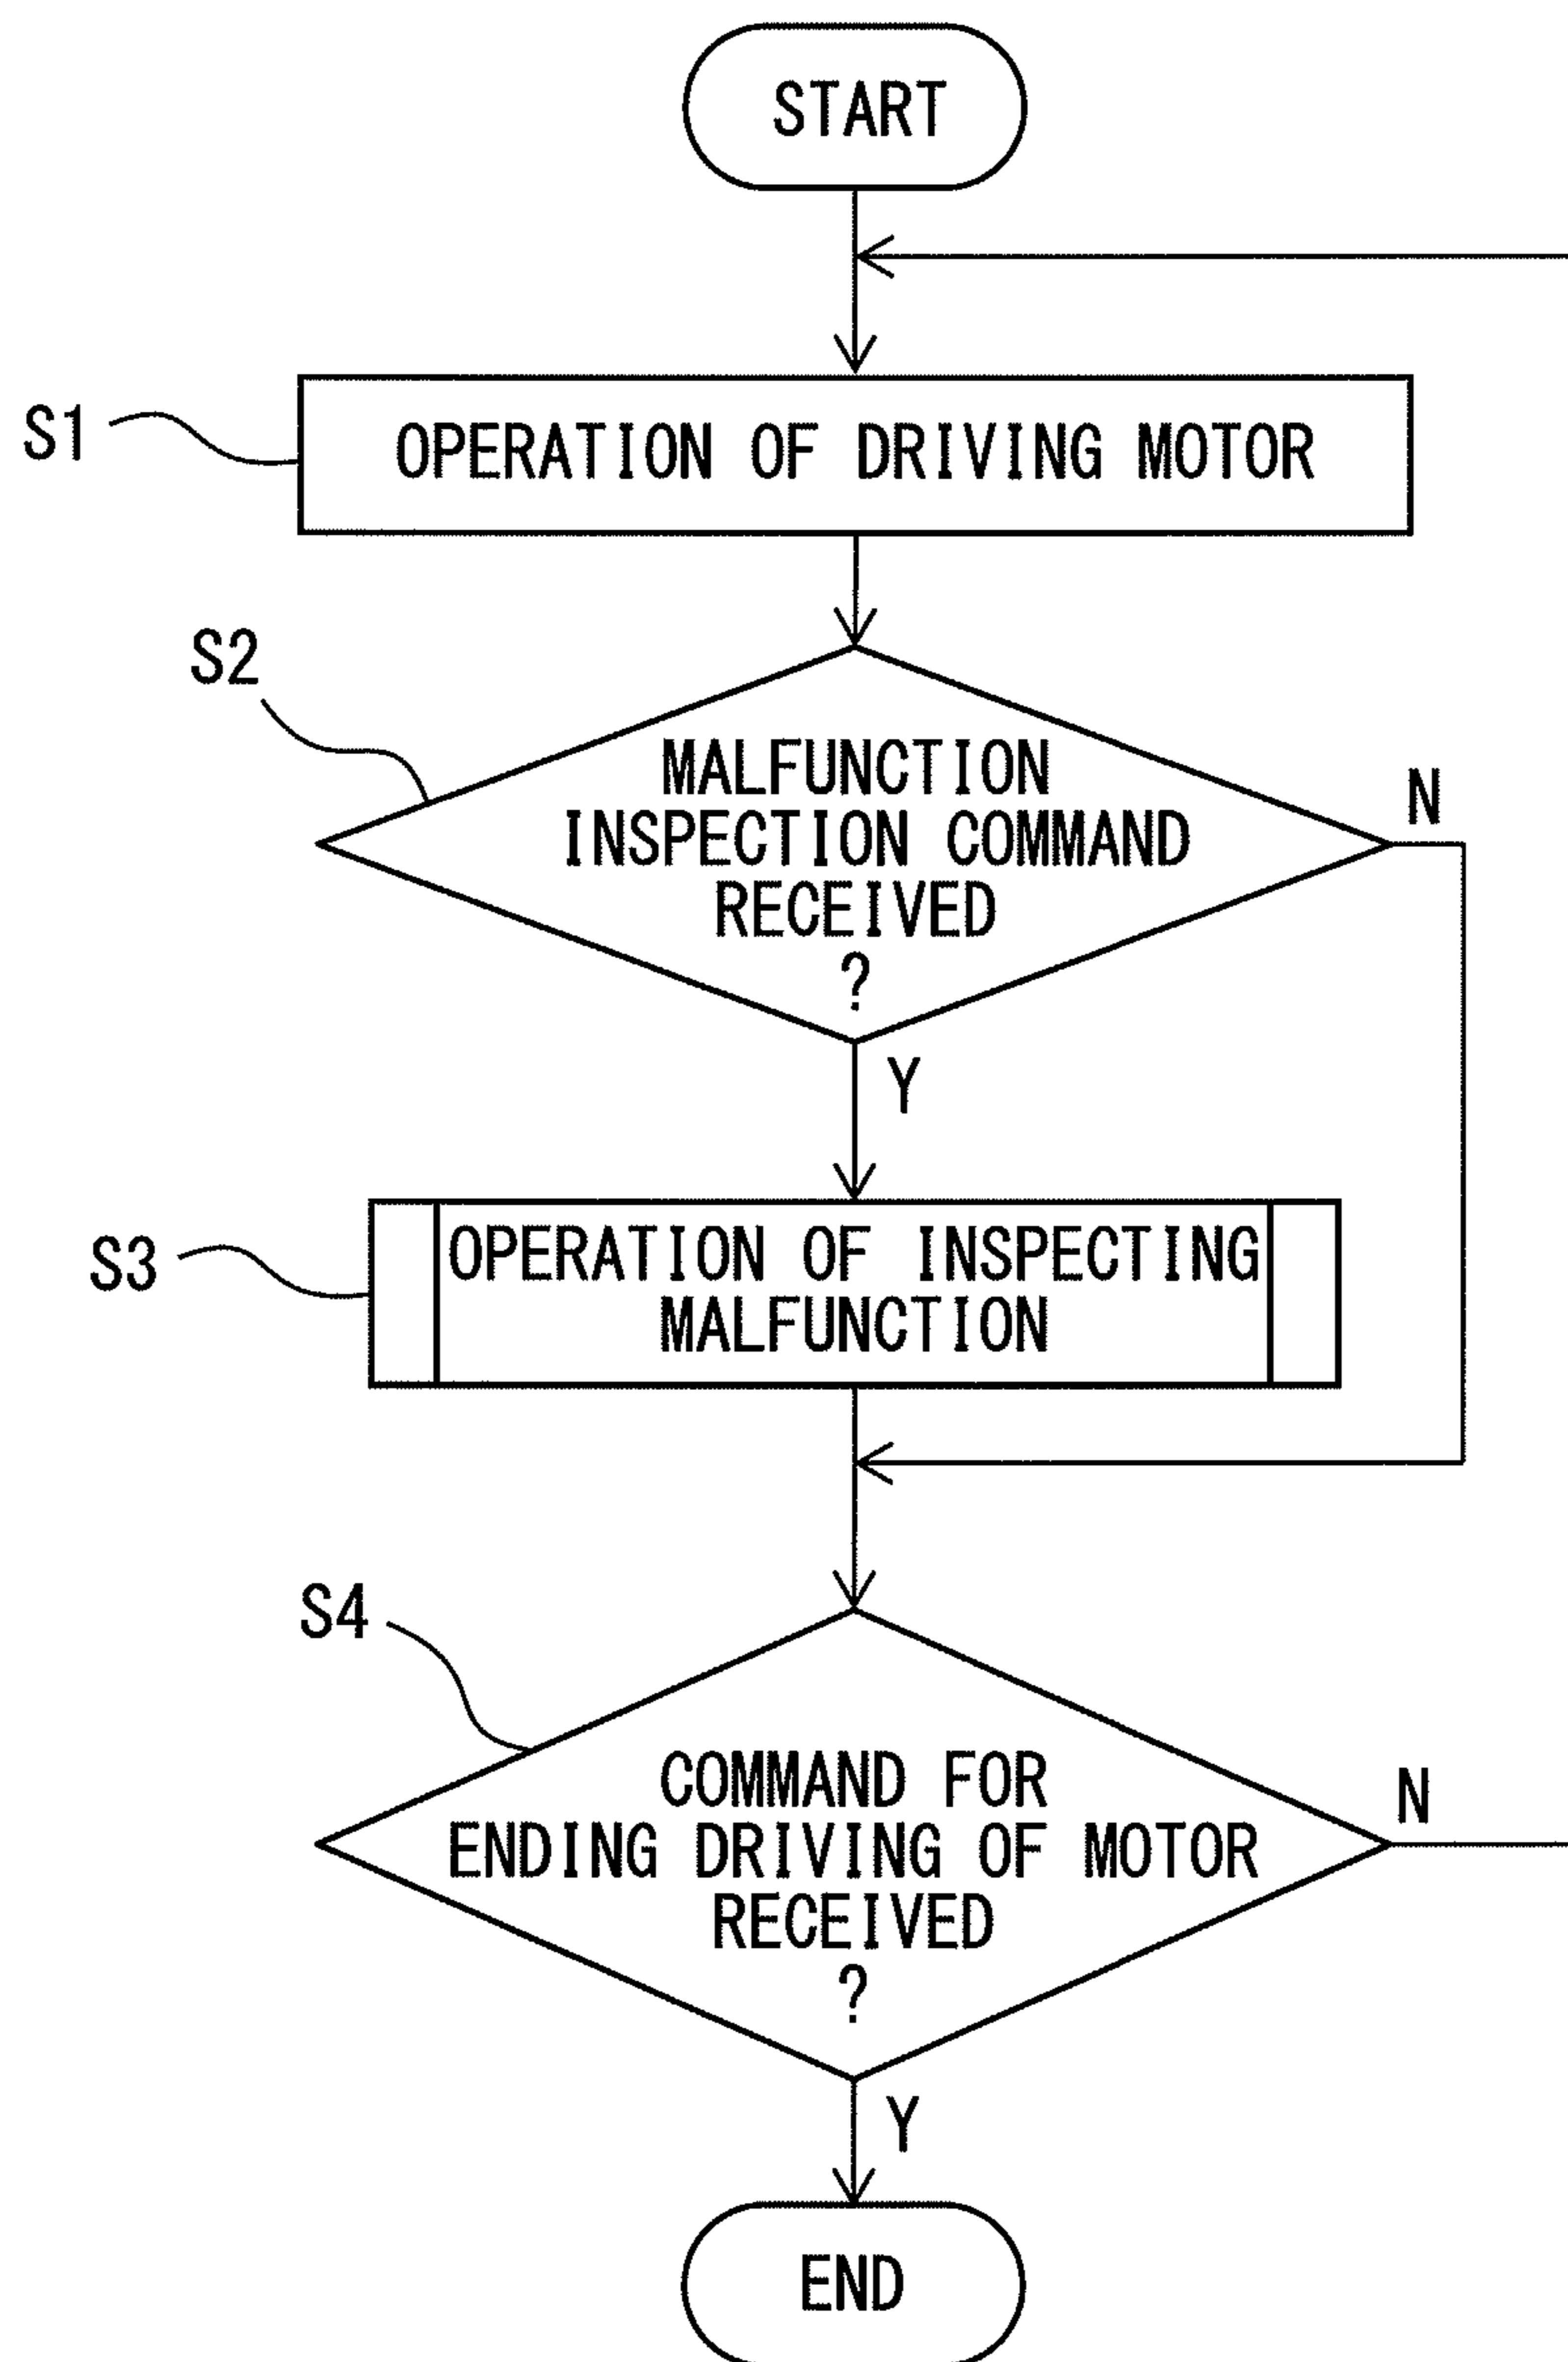 START
S1
OPERATION OF DRIVING MOTOR
S2
MALFUNCTION
INSPECTION COMMAND
RECEIVED
?
N
Y
S3
OPERATION OF INSPECTING
MALFUNCTION
S4
COMMAND FOR
ENDING DRIVING OF MOTOR
RECEIVED
?
N
Y
END